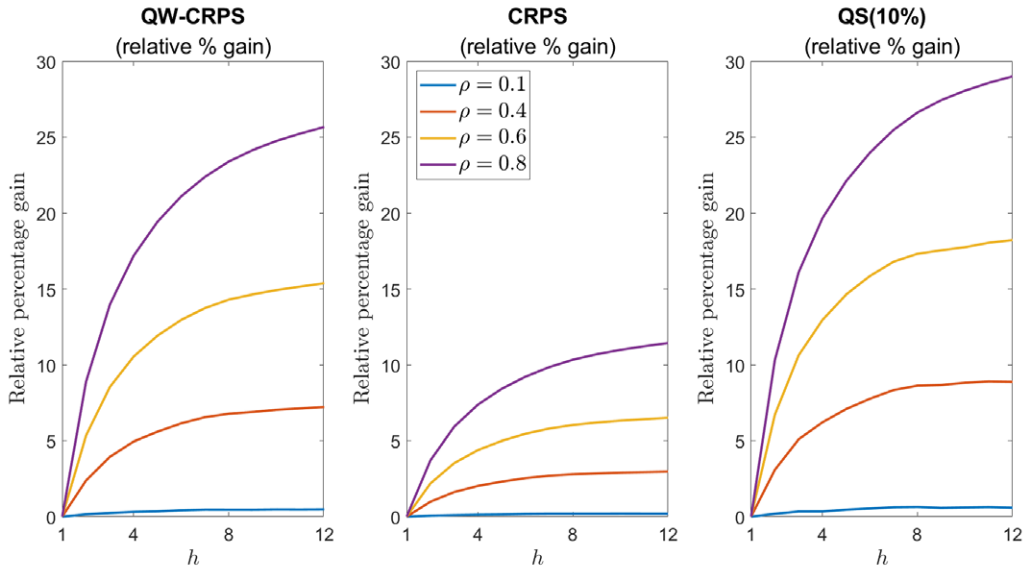 QW-CRPS
(relative % gain)
30
25
20
15
10
5
0
1
4
8
12
h
Relative percentage gain
CRPS
(relative % gain)
30
25
20
15
10
5
0
1
4
8
12
h
Relative percentage gain
ρ = 0.1
ρ = 0.4
ρ = 0.6
ρ = 0.8
QS(10%)
(relative % gain)
30
25
20
15
10
5
0
1
4
8
12
h
Relative percentage gain